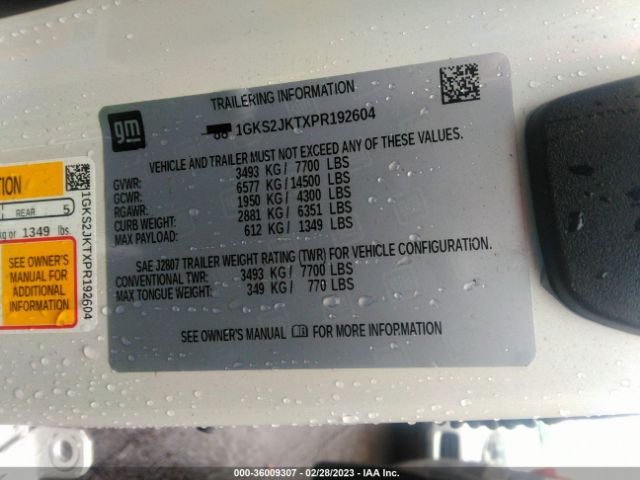 TRAILERING INFORMATION
gm
1GKS2JKTXPR192604
VEHICLE AND TRAILER MUST NOT EXCEED ANY OF THESE VALUES.
GVWR: 3493 KG / 7700 LBS
GCWR: 6577 KG / 14500 LBS
RGAWR: 1950 KG / 4300 LBS
CURB WEIGHT: 2881 KG / 6351 LBS
MAX PAYLOAD: 612 KG / 1349 LBS
SAE J2807 TRAILER WEIGHT RATING (TWR) FOR VEHICLE CONFIGURATION.
CONVENTIONAL TWR: 3493 KG / 7700 LBS
MAX TONGUE WEIGHT: 349 KG / 770 LBS
SEE OWNER'S MANUAL FOR MORE INFORMATION
REAR 5
kg or 1349 lbs.
SEE OWNER'S
MANUAL FOR
ADDITIONAL
INFORMATION
1GKS2JKTXPR192604
000-36009307 - 02/28/2023 - IAA Inc.